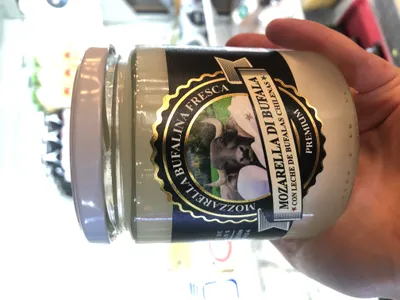 MOZZARELLA BUFALINA FRESCA
PREMIUM
MOZARELLA DI BUFALA
CON LECHE DE BUFALAS CHILENAS